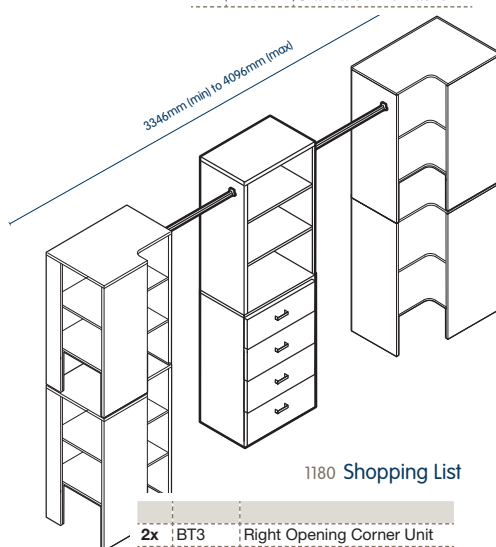 3346mm (min) to 4096mm (max)
1180 Shopping List
2x BT3 Right Opening Corner Unit